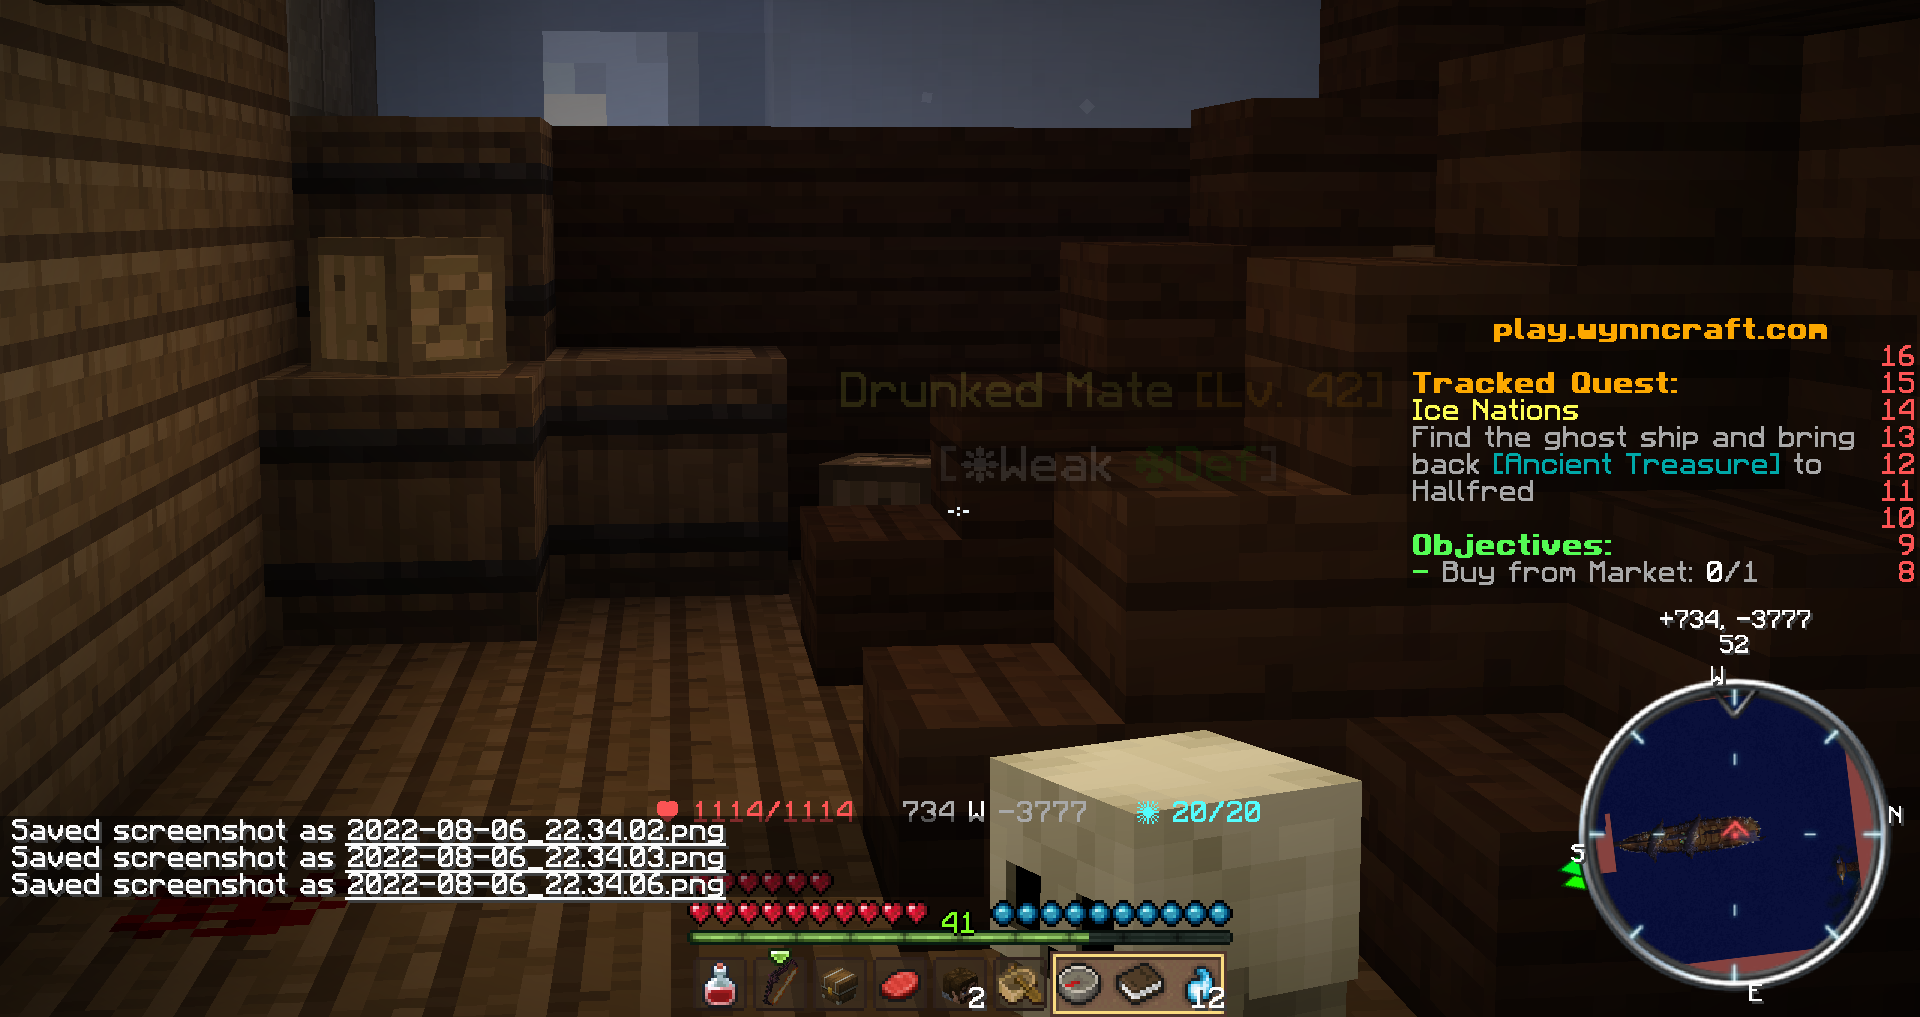 Drunked Mate [Lv. 42]
[❋Weak ✤Def]
play.wynncraft.com
16
Tracked Quest: 15
Ice Nations 14
Find the ghost ship and bring 13
back [Ancient Treasure] to 12
Hallfred 11
10
Objectives: 9
- Buy from Market: 0/1 8
+734, -3777
52
W
N
S
E
1114/1114 734 W -3777 20/20
Saved screenshot as 2022-08-06_22.34.02.png
Saved screenshot as 2022-08-06_22.34.03.png
Saved screenshot as 2022-08-06_22.34.06.png
41
2
12